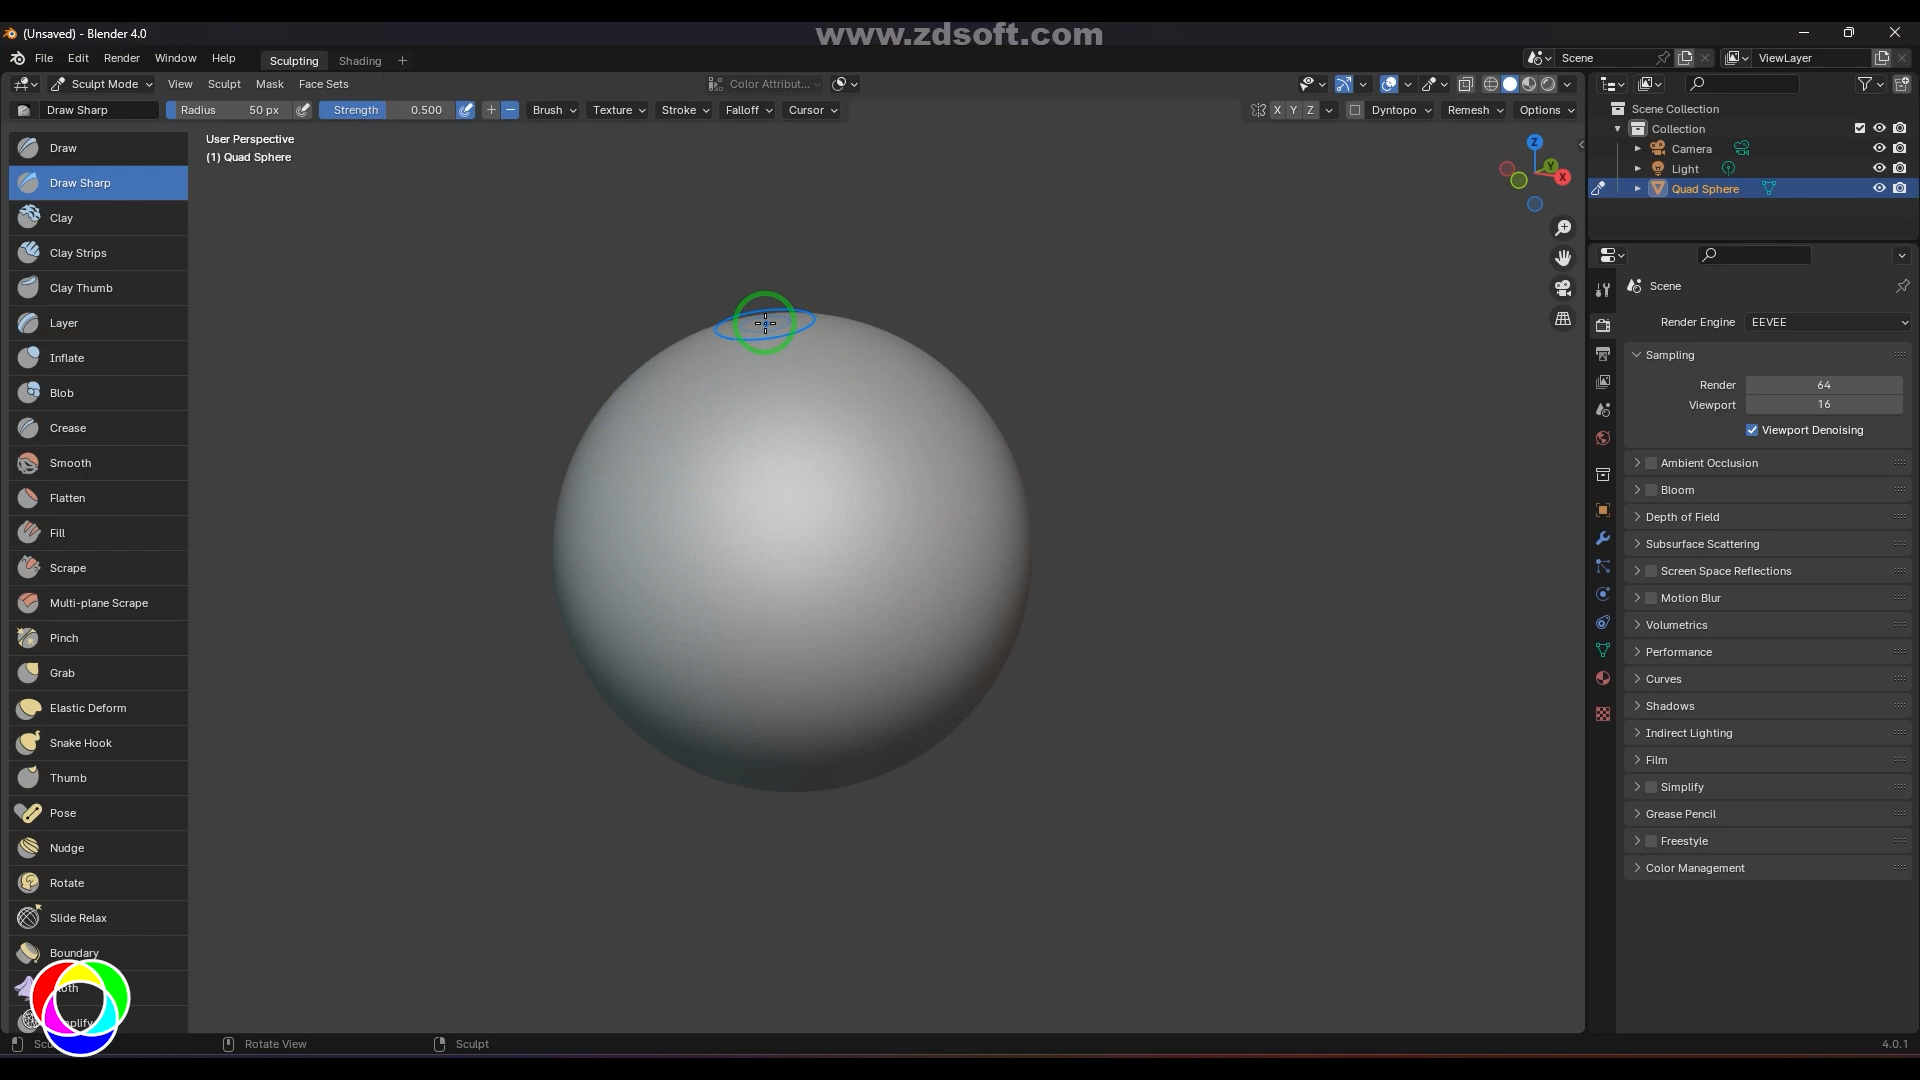 www.zdsoft.com
(Unsaved) - Blender 4.0
File Edit Render Window Help Sculpting Shading + Scene ViewLayer
Sculpt Mode View Sculpt Mask Face Sets Color Attribut...
Draw Sharp Radius 50 px Strength 0.500 Brush Texture Stroke Falloff Cursor X Y Z Dyntopo Remesh Options
User Perspective
(1) Quad Sphere
Z
Y
X
Draw
Draw Sharp
Clay
Clay Strips
Clay Thumb
Layer
Inflate
Blob
Crease
Smooth
Flatten
Fill
Scrape
Multi-plane Scrape
Pinch
Grab
Elastic Deform
Snake Hook
Thumb
Pose
Nudge
Rotate
Slide Relax
Boundary
Scene Collection
Collection
Camera
Light
Quad Sphere
Scene
Render Engine EEVEE
Sampling
Render 64
Viewport 16
Viewport Denoising
Ambient Occlusion
Bloom
Depth of Field
Subsurface Scattering
Screen Space Reflections
Motion Blur
Volumetrics
Performance
Curves
Shadows
Indirect Lighting
Film
Simplify
Grease Pencil
Freestyle
Color Management
Rotate View Sculpt 4.0.1